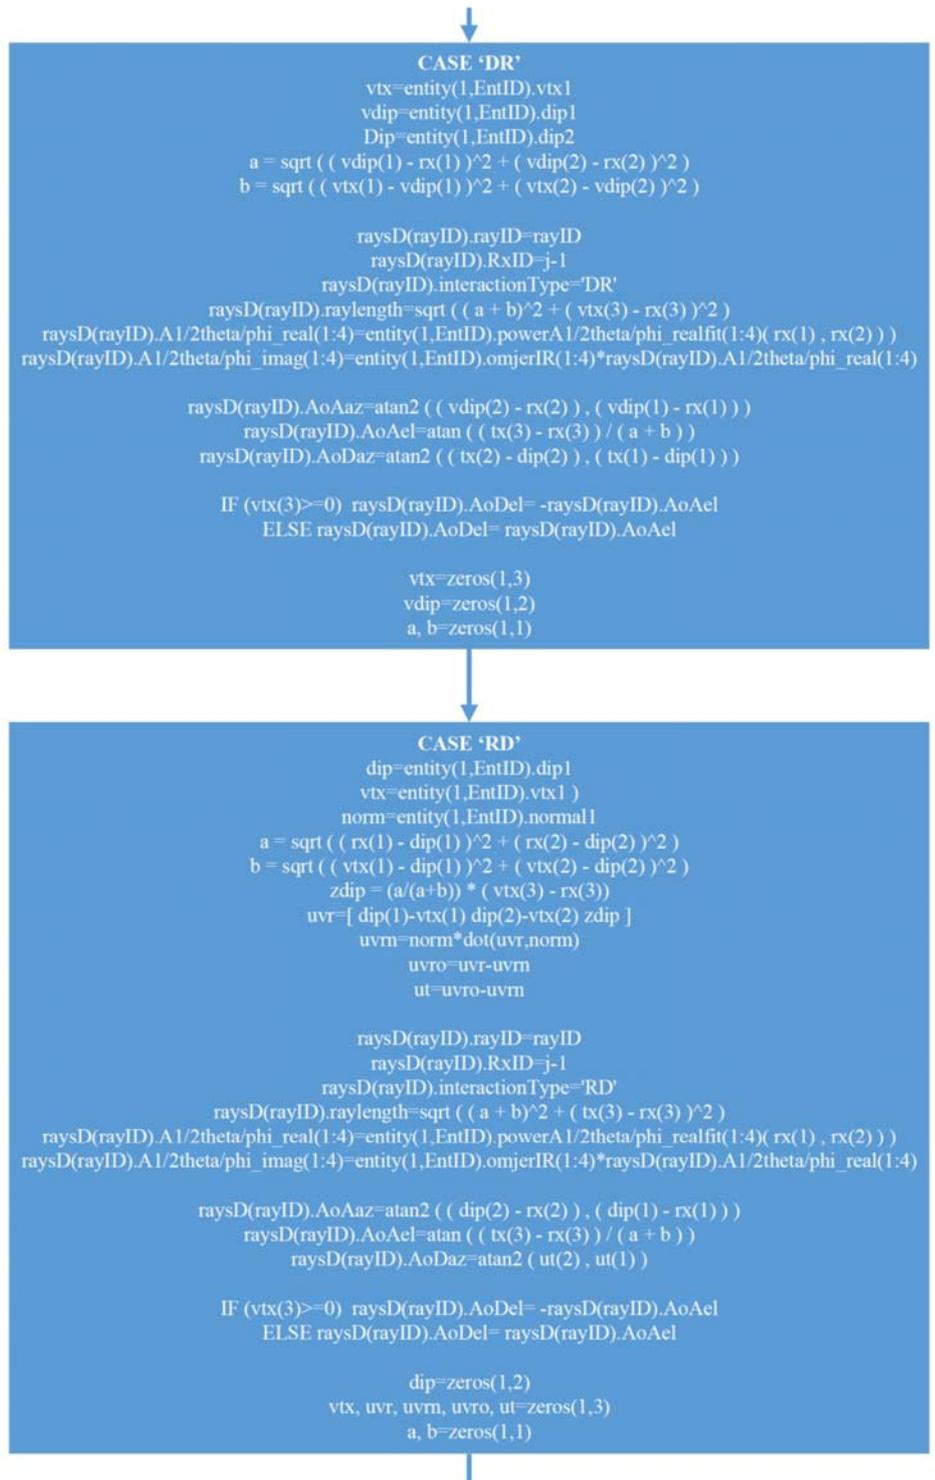 CASE ‘DR’
vtx=entity(1,EntID).vtx1
vdip=entity(1,EntID).dip1
Dip=entity(1,EntID).dip2
a = sqrt ( ( vdip(1) - rx(1) )^2 + ( vdip(2) - rx(2) )^2 )
b = sqrt ( ( vtx(1) - vdip(1) )^2 + ( vtx(2) - vdip(2) )^2 )
raysD(rayID).rayID=rayID
raysD(rayID).RxID=j-1
raysD(rayID).interactionType='DR'
raysD(rayID).raylength=sqrt ( ( a + b)^2 + ( vtx(3) - rx(3) )^2 )
raysD(rayID).A1/2theta/phi_real(1:4)=entity(1,EntID).powerA1/2theta/phi_realfit(1:4)( rx(1) , rx(2) ) )
raysD(rayID).A1/2theta/phi_imag(1:4)=entity(1,EntID).omjerIR(1:4)*raysD(rayID).A1/2theta/phi_real(1:4)
raysD(rayID).AoAaz=atan2 ( ( vdip(2) - rx(2) ) , ( vdip(1) - rx(1) ) )
raysD(rayID).AoAel=atan ( ( tx(3) - rx(3) ) / ( a + b ) )
raysD(rayID).AoDaz=atan2 ( ( tx(2) - dip(2) ) , ( tx(1) - dip(1) ) )
IF (vtx(3)>=0) raysD(rayID).AoDel= -raysD(rayID).AoAel
ELSE raysD(rayID).AoDel= raysD(rayID).AoAel
vtx=zeros(1,3)
vdip=zeros(1,2)
a, b=zeros(1,1)
CASE ‘RD’
dip=entity(1,EntID).dip1
vtx=entity(1,EntID).vtx1 )
norm=entity(1,EntID).normal1
a = sqrt ( ( rx(1) - dip(1) )^2 + ( rx(2) - dip(2) )^2 )
b = sqrt ( ( vtx(1) - dip(1) )^2 + ( vtx(2) - dip(2) )^2 )
zdip = (a/(a+b)) * ( vtx(3) - rx(3))
uvr=[ dip(1)-vtx(1) dip(2)-vtx(2) zdip ]
uvrn=norm*dot(uvr,norm)
uvro=uvr-uvrn
ut=uvro-uvrn
raysD(rayID).rayID=rayID
raysD(rayID).RxID=j-1
raysD(rayID).interactionType='RD'
raysD(rayID).raylength=sqrt ( ( a + b)^2 + ( tx(3) - rx(3) )^2 )
raysD(rayID).A1/2theta/phi_real(1:4)=entity(1,EntID).powerA1/2theta/phi_realfit(1:4)( rx(1) , rx(2) ) )
raysD(rayID).A1/2theta/phi_imag(1:4)=entity(1,EntID).omjerIR(1:4)*raysD(rayID).A1/2theta/phi_real(1:4)
raysD(rayID).AoAaz=atan2 ( ( dip(2) - rx(2) ) , ( dip(1) - rx(1) ) )
raysD(rayID).AoAel=atan ( ( tx(3) - rx(3) ) / ( a + b ) )
raysD(rayID).AoDaz=atan2 ( ut(2) , ut(1) )
IF (vtx(3)>=0) raysD(rayID).AoDel= -raysD(rayID).AoAel
ELSE raysD(rayID).AoDel= raysD(rayID).AoAel
dip=zeros(1,2)
vtx, uvr, uvrn, uvro, ut=zeros(1,3)
a, b=zeros(1,1)